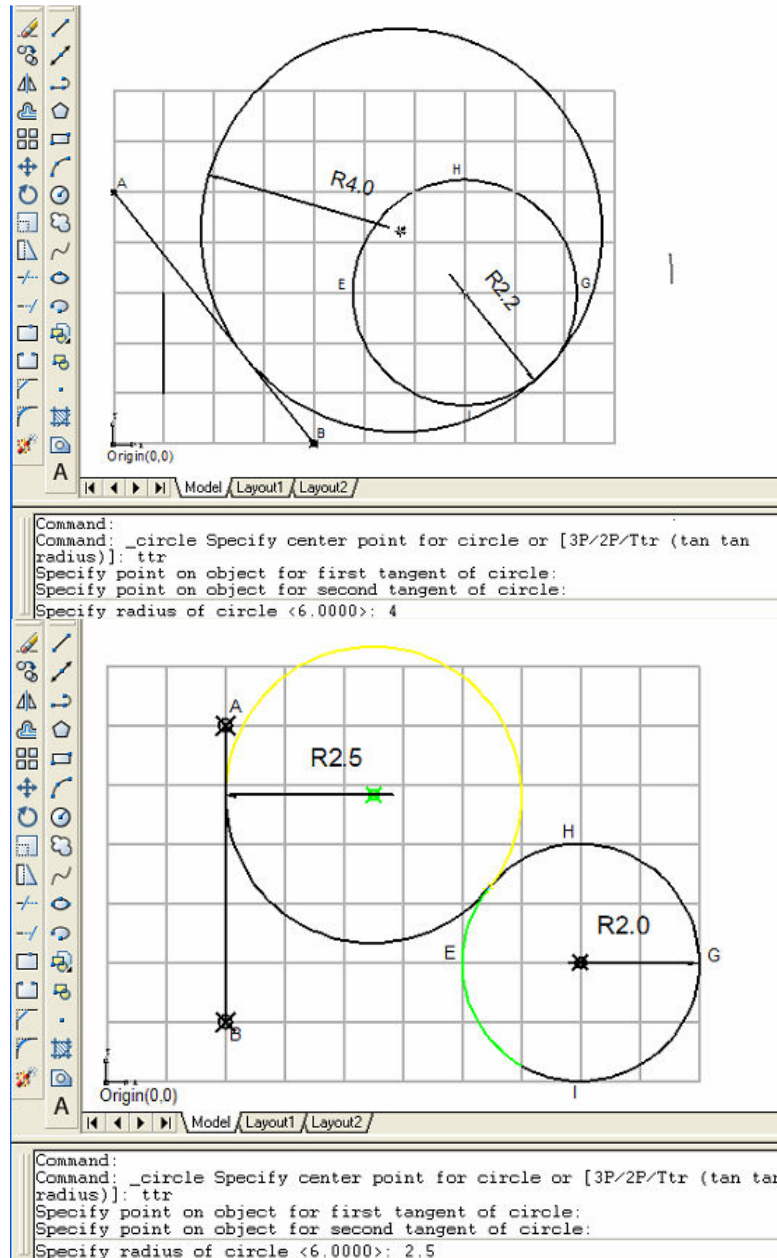 A
R4.0
H
E
G
R2.2
I
B
Origin(0,0)
Model Layout1 Layout2
Command:
Command: _circle Specify center point for circle or [3P/2P/Ttr (tan tan
radius)]: ttr
Specify point on object for first tangent of circle:
Specify point on object for second tangent of circle:
Specify radius of circle <6.0000>: 4
A
R2.5
H
R2.0
E
G
B
Origin(0,0)
I
A
Model Layout1 Layout2
Command:
Command: _circle Specify center point for circle or [3P/2P/Ttr (tan tan
radius)]: ttr
Specify point on object for first tangent of circle:
Specify point on object for second tangent of circle:
Specify radius of circle <6.0000>: 2.5